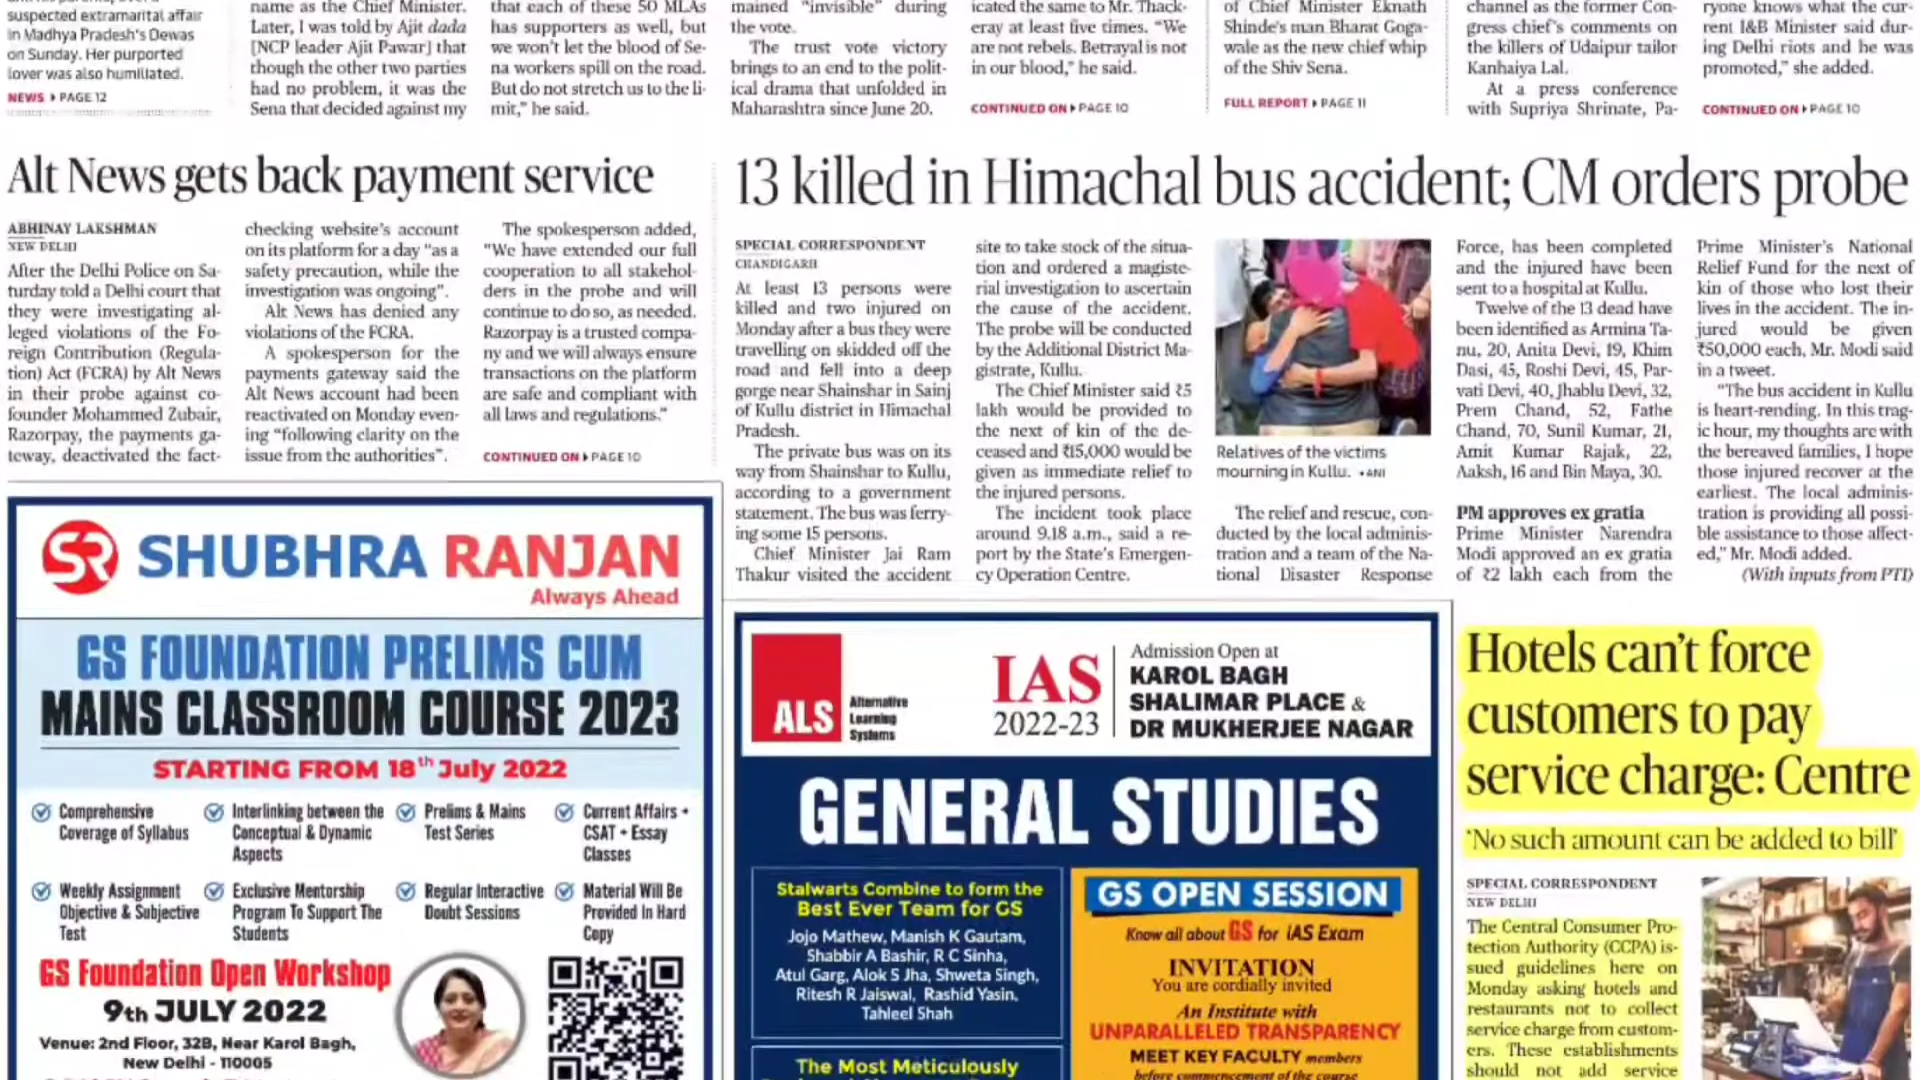 suspected extramarital affair
in Madhya Pradesh's Dewas
on Sunday. Her purported
lover was also humiliated.
NEWS PAGE 12
name as the Chief Minister.
Later, I was told by Ajit dada
[NCP leader Ajit Pawar] that
though the other two parties
had no problem, it was the
Sena that decided against my
that each of these 50 MLAs
has supporters as well, but
we won't let the blood of Se-
na workers spill on the road.
But do not stretch us to the li-
mit," he said.
mained "invisible" during
the vote.
The trust vote victory
brings to an end to the polit-
ical drama that unfolded in
Maharashtra since June 20.
icated the same to Mr. Thack-
eray at least five times. "We
are not rebels. Betrayal is not
in our blood," he said.
CONTINUED ON PAGE 10
of Chief Minister Eknath
Shinde's man Bharat Goga-
wale as the new chief whip
of the Shiv Sena.
FULL REPORT PAGE 11
channel as the former Con-
gress chief's comments on
the killers of Udaipur tailor
Kanhaiya Lal.
At a press conference
with Supriya Shrinate, Pa-
ryone knows what the cur-
rent I&B Minister said dur-
ing Delhi riots and he was
promoted," she added.
CONTINUED ON PAGE 10
Alt News gets back payment service
ABHINAY LAKSHMAN
NEW DELHI
After the Delhi Police on Sa-
turday told a Delhi court that
they were investigating al-
leged violations of the Fo-
reign Contribution (Regula-
tion) Act (FCRA) by Alt News
in their probe against co-
founder Mohammed Zubair,
Razorpay, the payments ga-
teway, deactivated the fact-
checking website's account
on its platform for a day "as a
safety precaution, while the
investigation was ongoing".
Alt News has denied any
violations of the FCRA.
A spokesperson for the
payments gateway said the
Alt News account had been
reactivated on Monday even-
ing "following clarity on the
issue from the authorities".
The spokesperson added,
"We have extended our full
cooperation to all stakehol-
ders in the probe and will
continue to do so, as needed.
Razorpay is a trusted compa-
ny and we will always ensure
transactions on the platform
are safe and compliant with
all laws and regulations."
CONTINUED ON PAGE 10
13 killed in Himachal bus accident; CM orders probe
SPECIAL CORRESPONDENT
CHANDIGARH
At least 13 persons were
killed and two injured on
Monday after a bus they were
travelling on skidded off the
road and fell into a deep
gorge near Shainshar in Sainj
of Kullu district in Himachal
Pradesh.
The private bus was on its
way from Shainshar to Kullu,
according to a government
statement. The bus was ferry-
ing some 15 persons.
Chief Minister Jai Ram
Thakur visited the accident
site to take stock of the situa-
tion and ordered a magiste-
rial investigation to ascertain
the cause of the accident.
The probe will be conducted
by the Additional District Ma-
gistrate, Kullu.
The Chief Minister said ₹5
lakh would be provided to
the next of kin of the de-
ceased and ₹15,000 would be
given as immediate relief to
the injured persons.
The incident took place
around 9.18 a.m., said a re-
port by the State's Emergen-
cy Operation Centre.
Relatives of the victims
mourning in Kullu. •ANI
The relief and rescue, con-
ducted by the local adminis-
tration and a team of the Na-
tional Disaster Response
Force, has been completed
and the injured have been
sent to a hospital at Kullu.
Twelve of the 13 dead have
been identified as Armina Ta-
nu, 20, Anita Devi, 19, Khim
Dasi, 45, Roshi Devi, 45, Par-
vati Devi, 40, Jhablu Devi, 32,
Prem Chand, 52, Fathe
Chand, 70, Sunil Kumar, 21,
Amit Kumar Rajak, 22,
Aaksh, 16 and Bin Maya, 30.
PM approves ex gratia
Prime Minister Narendra
Modi approved an ex gratia
of ₹2 lakh each from the
Prime Minister's National
Relief Fund for the next of
kin of those who lost their
lives in the accident. The in-
jured would be given
₹50,000 each, Mr. Modi said
in a tweet.
"The bus accident in Kullu
is heart-rending. In this trag-
ic hour, my thoughts are with
the bereaved families, I hope
those injured recover at the
earliest. The local adminis-
tration is providing all possi-
ble assistance to those affect-
ed," Mr. Modi added.
(With inputs from PTI)
SR SHUBHRA RANJAN
Always Ahead
GS FOUNDATION PRELIMS CUM
MAINS CLASSROOM COURSE 2023
STARTING FROM 18th July 2022
Comprehensive
Coverage of Syllabus
Interlinking between the
Conceptual & Dynamic
Aspects
Prelims & Mains
Test Series
Current Affairs +
CSAT + Essay
Classes
Weekly Assignment
Objective & Subjective
Test
Exclusive Mentorship
Program To Support The
Students
Regular Interactive
Doubt Sessions
Material Will Be
Provided In Hard
Copy
GS Foundation Open Workshop
9th JULY 2022
Venue: 2nd Floor, 32B, Near Karol Bagh,
New Delhi - 110005
ALS
Alternative
Learning
Systems
IAS
2022-23
Admission Open at
KAROL BAGH
SHALIMAR PLACE &
DR MUKHERJEE NAGAR
GENERAL STUDIES
Stalwarts Combine to form the
Best Ever Team for GS
Jojo Mathew, Manish K Gautam,
Shabbir A Bashir, R C Sinha,
Atul Garg, Alok S Jha, Shweta Singh,
Ritesh R Jaiswal, Rashid Yasin,
Tahleel Shah
The Most Meticulously
GS OPEN SESSION
Know all about GS for IAS Exam
INVITATION
You are cordially invited
An Institute with
UNPARALLELED TRANSPARENCY
MEET KEY FACULTY members
before commencement of the course
Hotels can't force
customers to pay
service charge: Centre
'No such amount can be added to bill'
SPECIAL CORRESPONDENT
NEW DELHI
The Central Consumer Pro-
tection Authority (CCPA) is-
sued guidelines here on
Monday asking hotels and
restaurants not to collect
service charge from custom-
ers. These establishments
should not add service